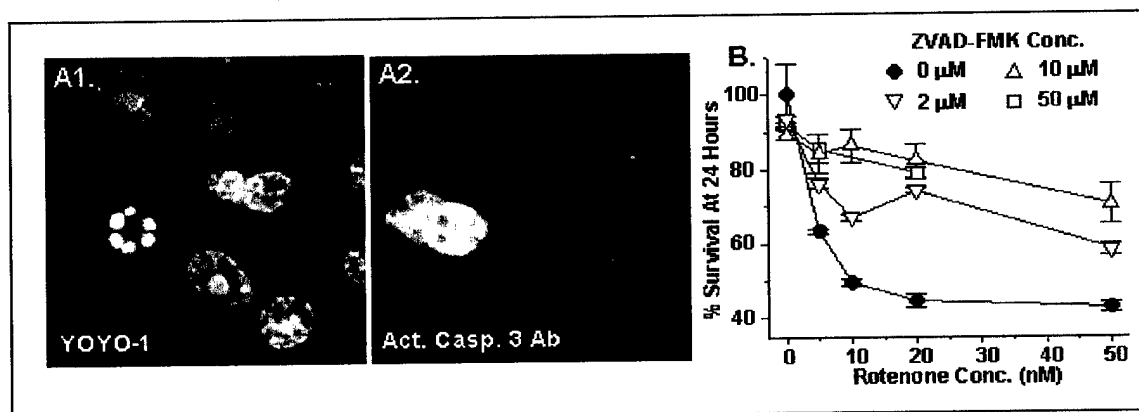 A1.
YOYO-1
A2.
Act. Casp. 3 Ab
B.
ZVAD-FMK Conc.
0 µM
10 µM
2 µM
50 µM
% Survival At 24 Hours
100
80
60
40
0
10
20
30
40
50
Rotenone Conc. (nM)